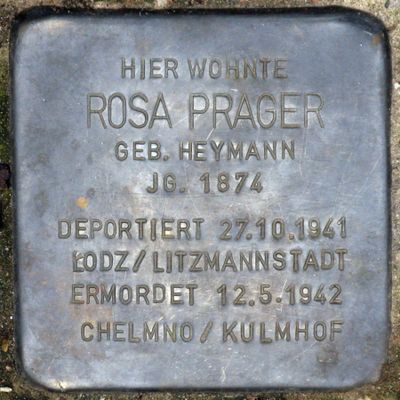 HIER WOHNTE
ROSA PRAGER
GEB. HEYMANN
JG. 1874
DEPORTIERT 27.10.1941
LODZ / LITZMANNSTADT
ERMORDET 12.5.1942
CHELMNO / KULMHOF